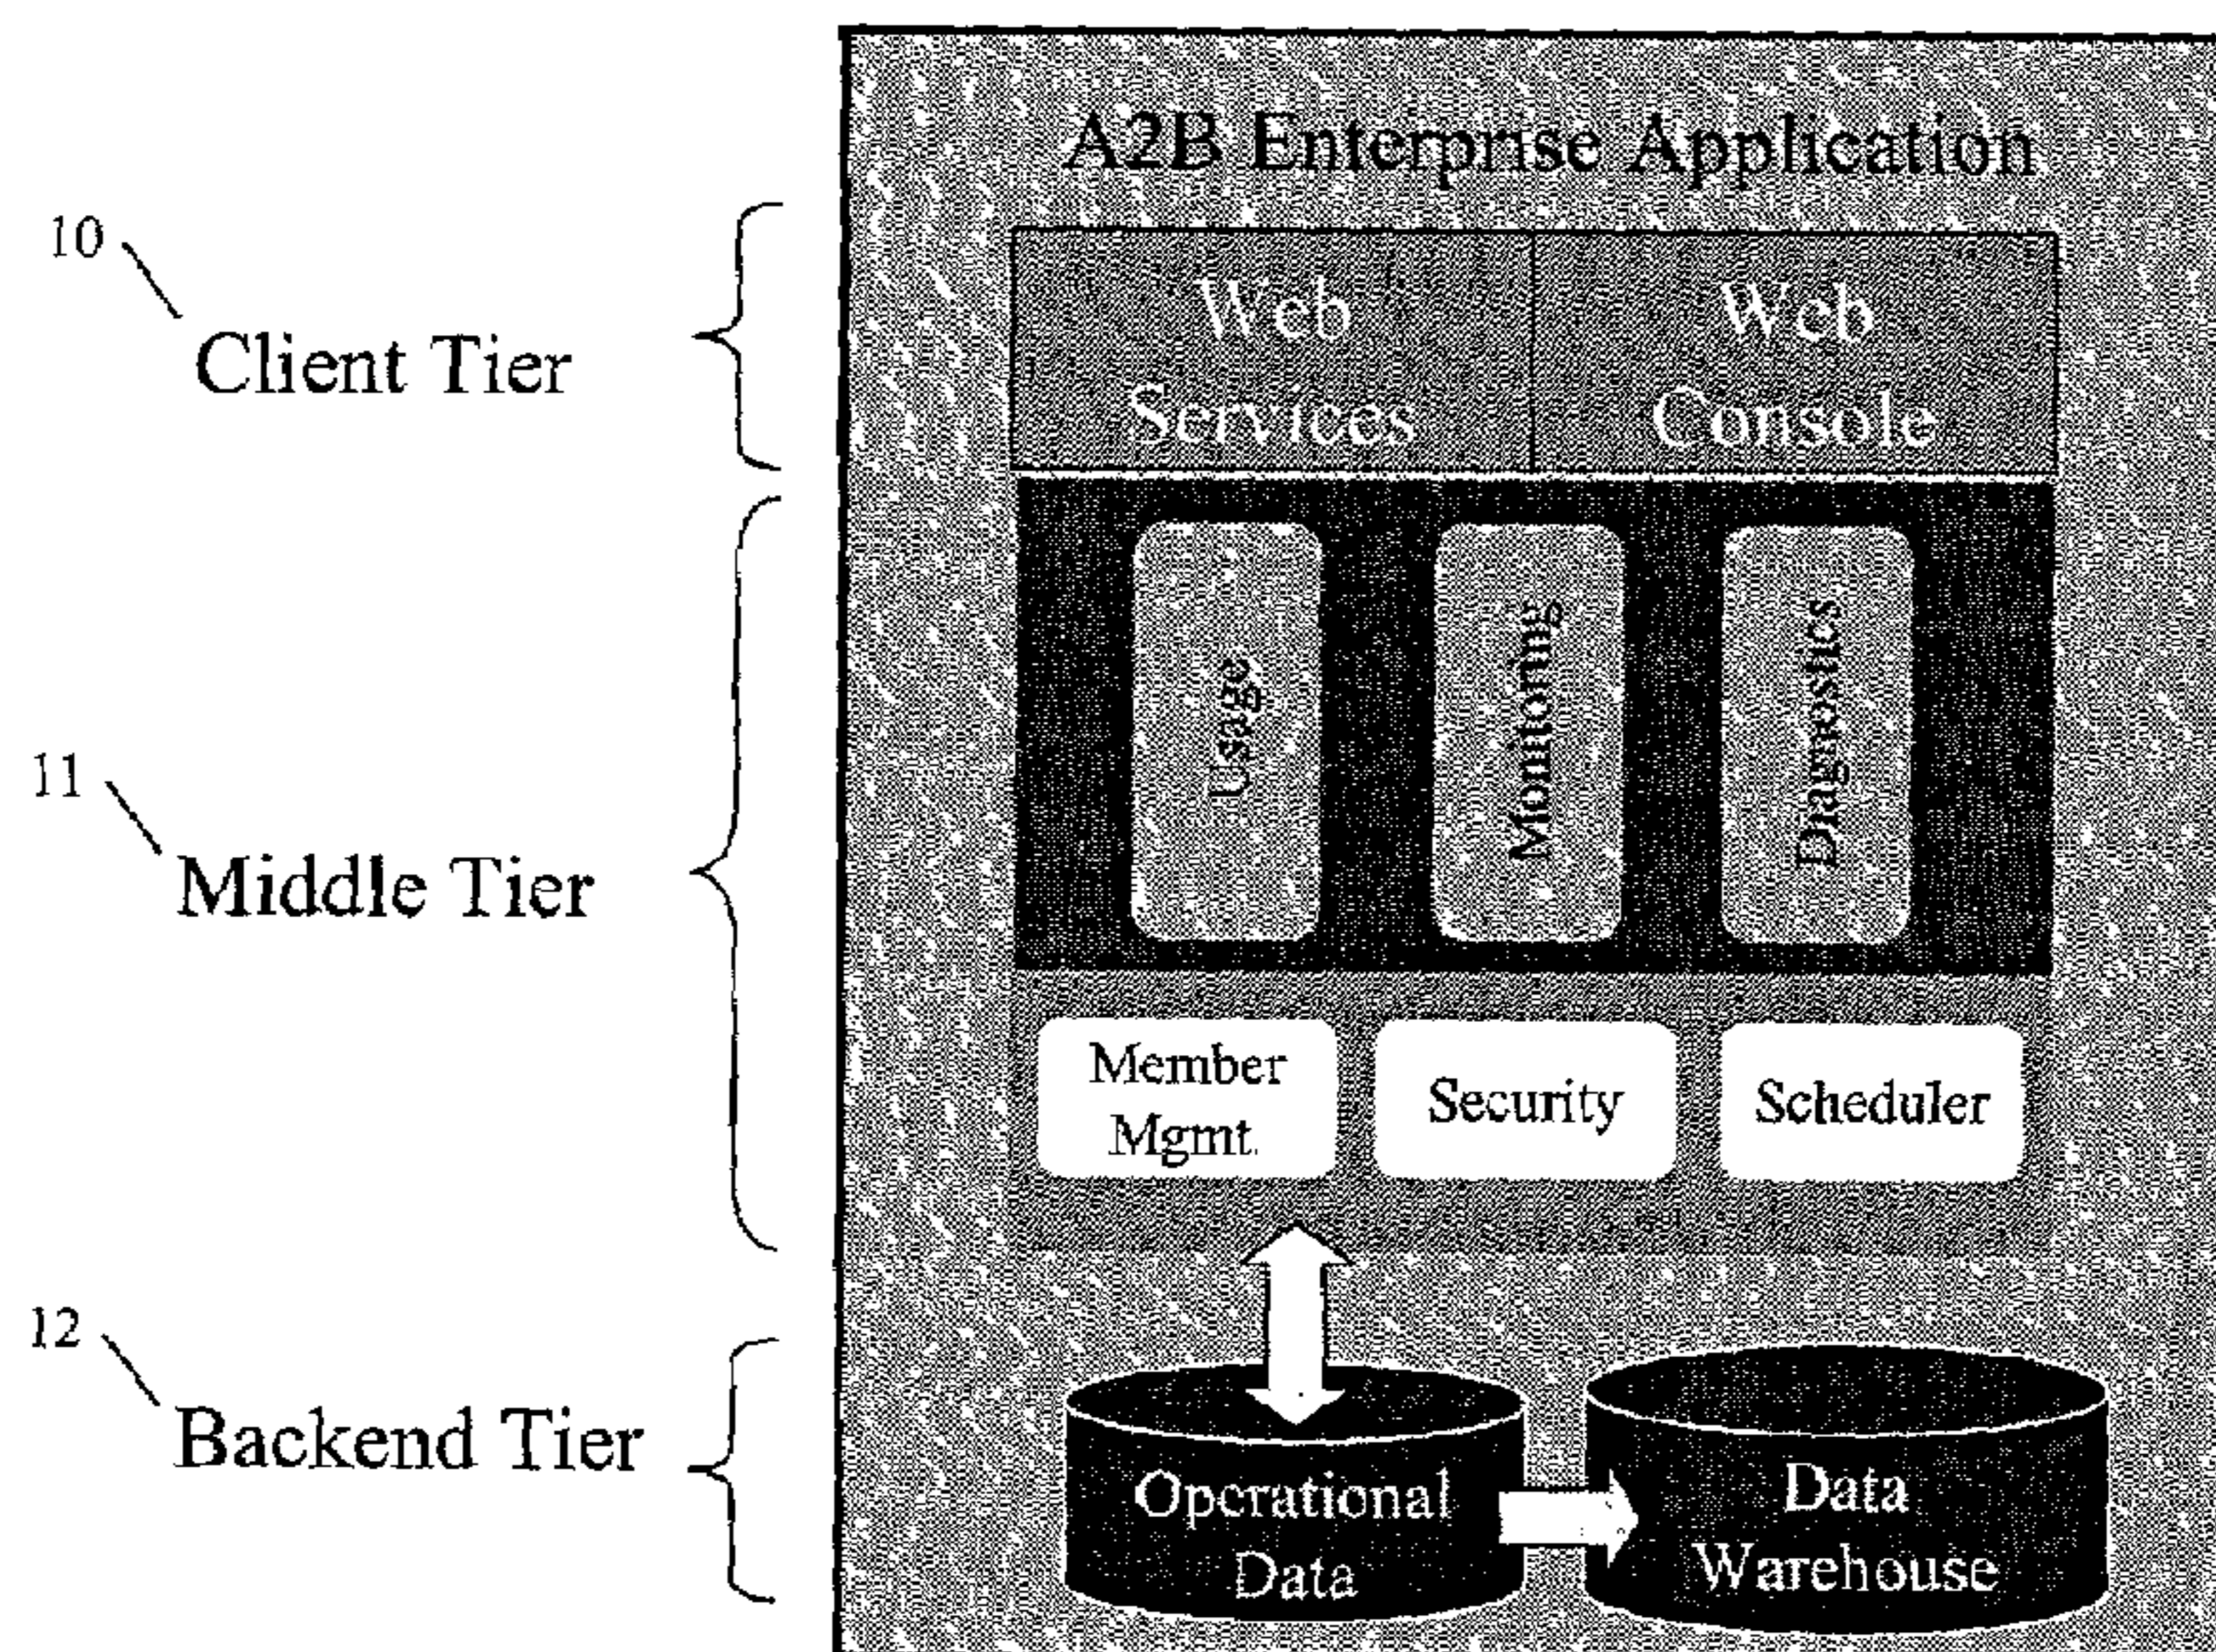 A2B Enterprise Application
10
Client Tier
Web
Services
Web
Console
11
Middle Tier
Usage
Monitoring
Diagnostics
Member
Mgmt.
Security
Scheduler
12
Backend Tier
Operational
Data
Data
Warehouse